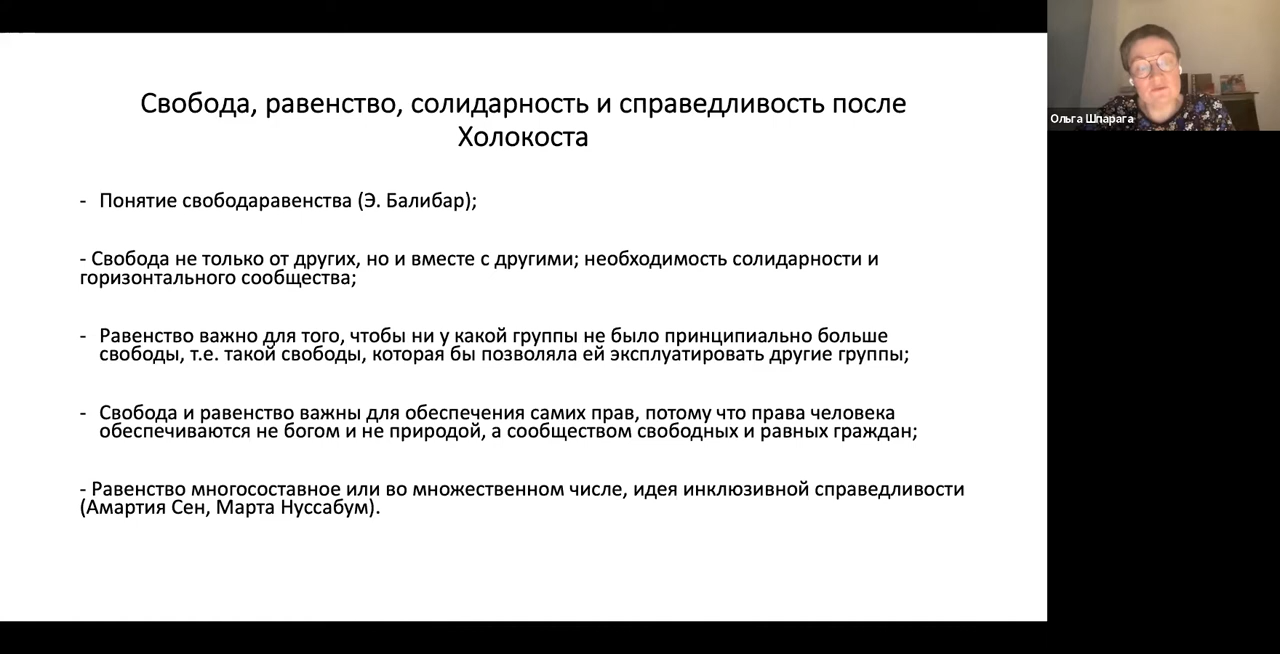 Свобода, равенство, солидарность и справедливость после
Холокоста
- Понятие свободаравенства (Э. Балибар);
- Свобода не только от других, но и вместе с другими; необходимость солидарности и
горизонтального сообщества;
- Равенство важно для того, чтобы ни у какой группы не было принципиально больше
свободы, т.е. такой свободы, которая бы позволяла ей эксплуатировать другие группы;
- Свобода и равенство важны для обеспечения самих прав, потому что права человека
обеспечиваются не богом и не природой, а сообществом свободных и равных граждан;
- Равенство многосоставное или во множественном числе, идея инклюзивной справедливости
(Амартия Сен, Марта Нуссабум).
Ольга Шпарага